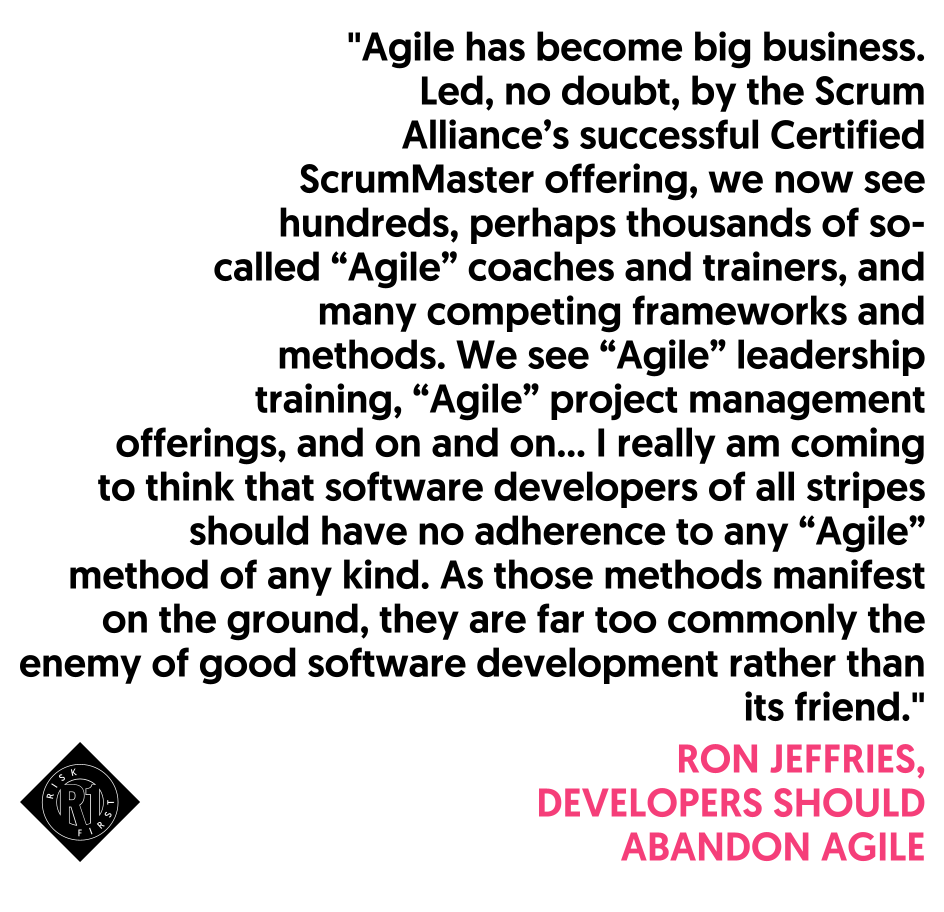 "Agile has become big business.
Led, no doubt, by the Scrum
Alliance’s successful Certified
ScrumMaster offering, we now see
hundreds, perhaps thousands of so-
called “Agile” coaches and trainers, and
many competing frameworks and
methods. We see “Agile” leadership
training, “Agile” project management
offerings, and on and on... I really am coming
to think that software developers of all stripes
should have no adherence to any “Agile”
method of any kind. As those methods manifest
on the ground, they are far too commonly the
enemy of good software development rather than
its friend."
RON JEFFRIES,
DEVELOPERS SHOULD
ABANDON AGILE
RISK
R1
FIRST